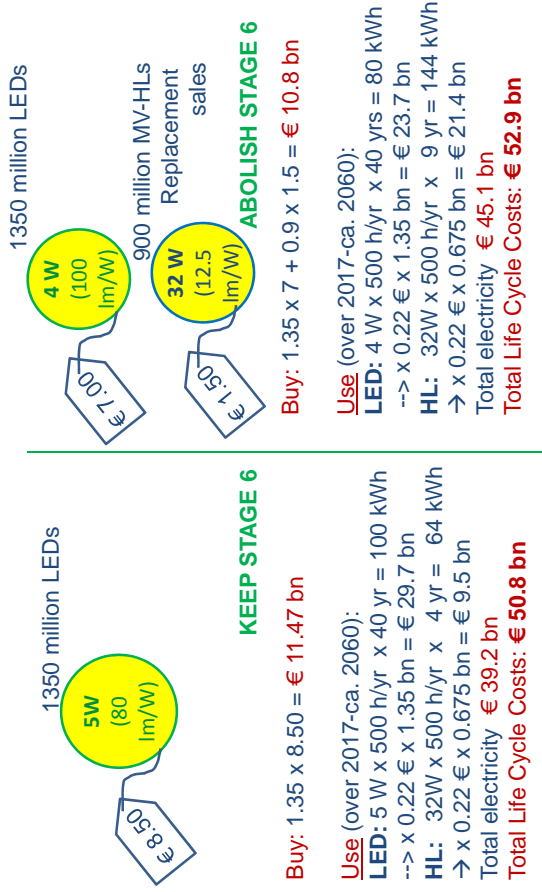 1350 million LEDs
5W
(80
lm/W)
€ 8.50
KEEP STAGE 6
Buy: 1.35 x 8.50 = € 11.47 bn
Use (over 2017-ca. 2060):
LED: 5 W x 500 h/yr x 40 yr = 100 kWh
--> x 0.22 € x 1.35 bn = € 29.7 bn
HL: 32W x 500 h/yr x 4 yr = 64 kWh
→ x 0.22 € x 0.675 bn = € 9.5 bn
Total electricity € 39.2 bn
Total Life Cycle Costs: € 50.8 bn
1350 million LEDs
4 W
(100
lm/W)
€ 7.00
900 million MV-HLs
Replacement
sales
32 W
(12.5
lm/W)
€ 1.50
ABOLISH STAGE 6
Buy: 1.35 x 7 + 0.9 x 1.5 = € 10.8 bn
Use (over 2017-ca. 2060):
LED: 4 W x 500 h/yr x 40 yrs = 80 kWh
--> x 0.22 € x 1.35 bn = € 23.7 bn
HL: 32W x 500 h/yr x 9 yr = 144 kWh
→ x 0.22 € x 0.675 bn = € 21.4 bn
Total electricity € 45.1 bn
Total Life Cycle Costs: € 52.9 bn